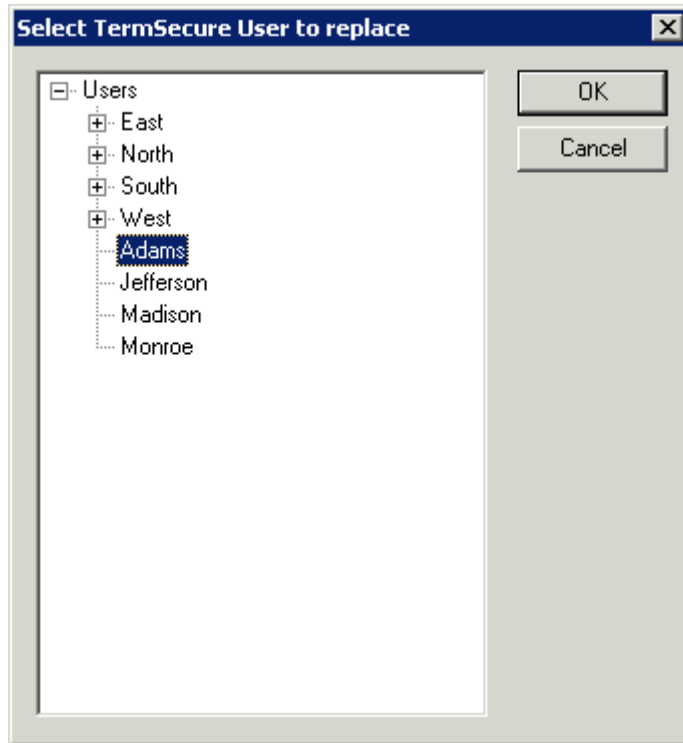 Select TermSecure User to replace
Users
East
North
South
West
Adams
Jefferson
Madison
Monroe
OK
Cancel